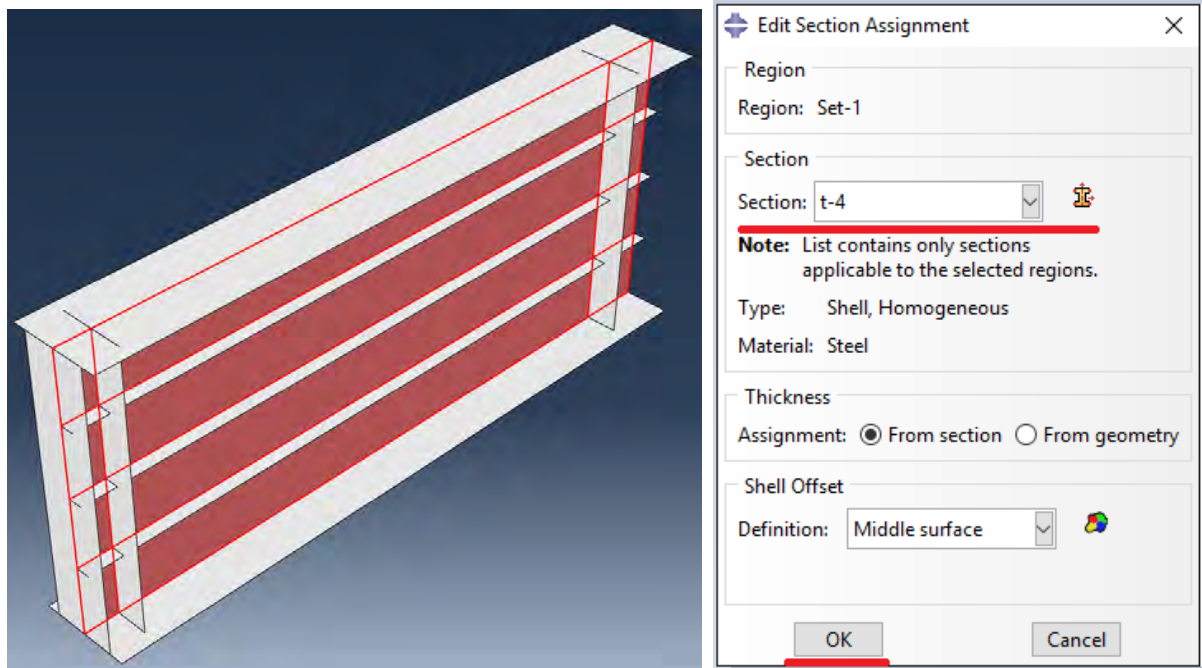 Edit Section Assignment
Region
Region: Set-1
Section
Section: t-4
Note: List contains only sections
applicable to the selected regions.
Type: Shell, Homogeneous
Material: Steel
Thickness
Assignment: From section From geometry
Shell Offset
Definition: Middle surface
OK Cancel